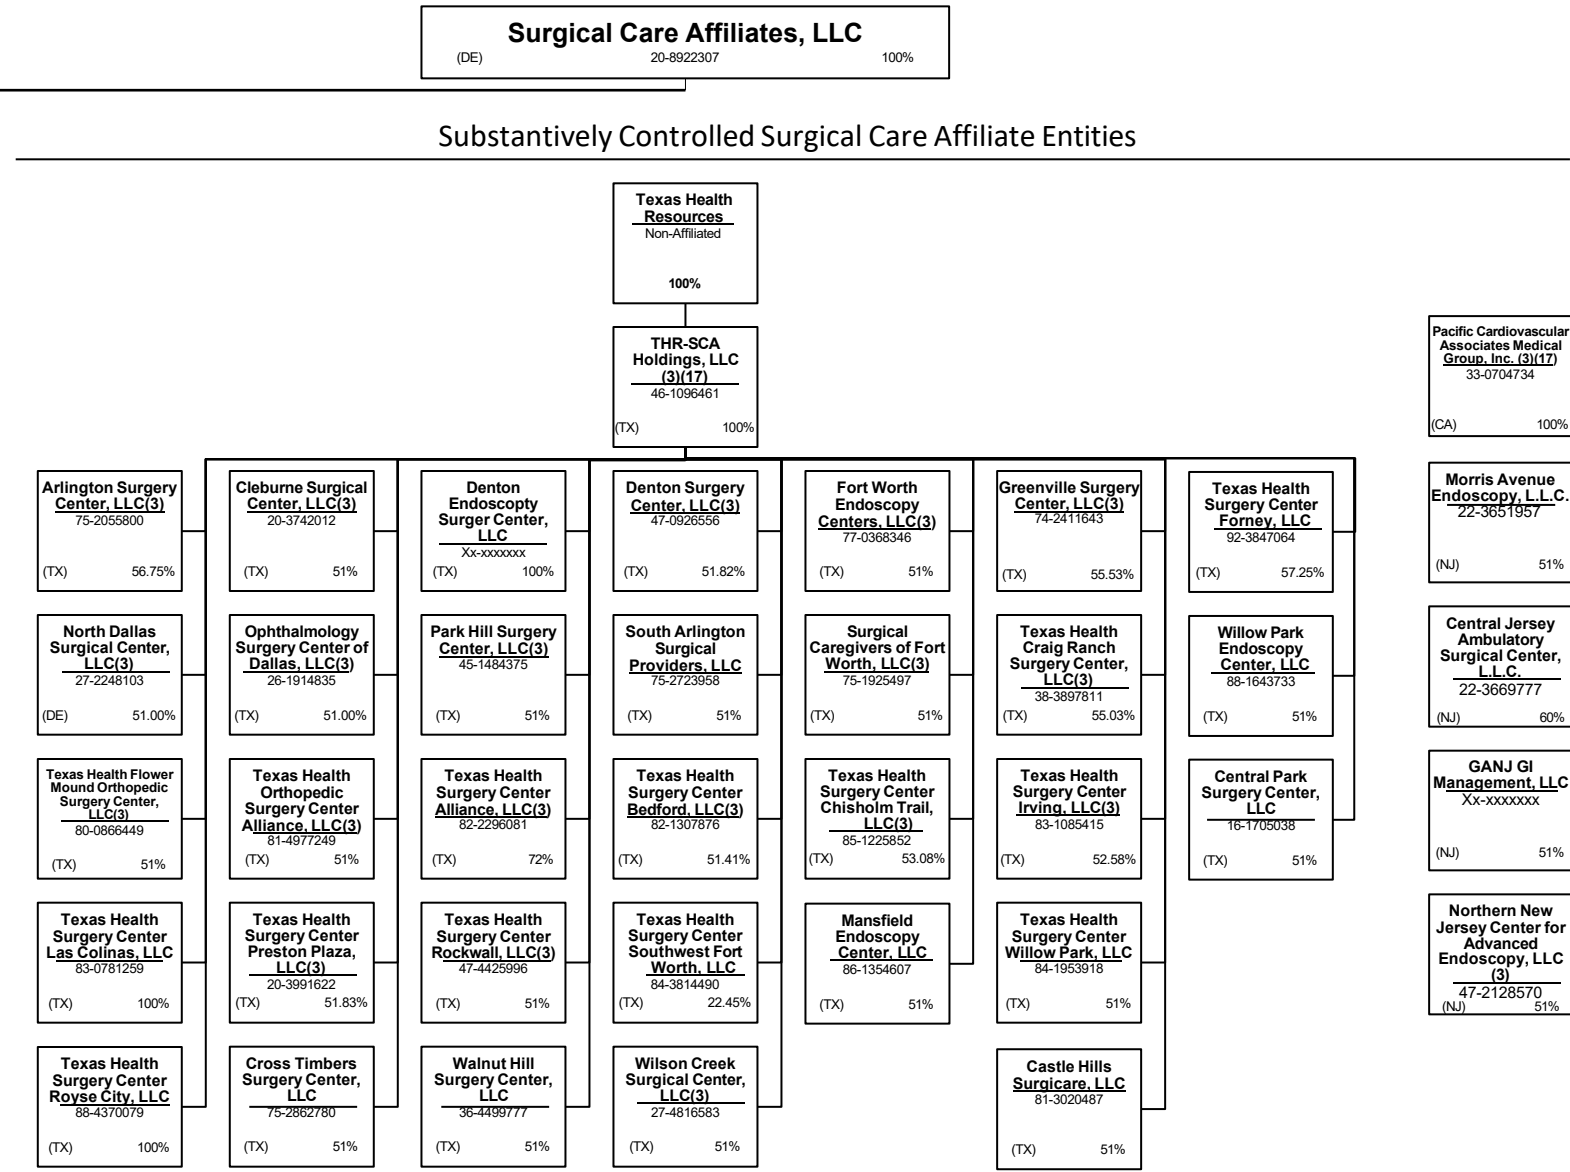 Surgical Care Affiliates, LLC
(DE) 20-8922307 100%
Substantively Controlled Surgical Care Affiliate Entities
Texas Health
Resources
Non-Affiliated
100%
THR-SCA
Holdings, LLC
(3)(17)
46-1096461
(TX) 100%
Pacific Cardiovascular
Associates Medical
Group, Inc. (3)(17)
33-0704734
(CA) 100%
Arlington Surgery
Center, LLC(3)
75-2055800
(TX) 56.75%
Cleburne Surgical
Center, LLC(3)
20-3742012
(TX) 51%
Denton
Endoscopty
Surger Center,
LLC
Xx-xxxxxxx
(TX) 100%
Denton Surgery
Center, LLC(3)
47-0926556
(TX) 51.82%
Fort Worth
Endoscopy
Centers, LLC(3)
77-0368346
(TX) 51%
Greenville Surgery
Center, LLC(3)
74-2411643
(TX) 55.53%
Texas Health
Surgery Center
Forney, LLC
92-3847064
(TX) 57.25%
Morris Avenue
Endoscopy, L.L.C.
22-3651957
(NJ) 51%
North Dallas
Surgical Center,
LLC(3)
27-2248103
(DE) 51.00%
Ophthalmology
Surgery Center of
Dallas, LLC(3)
26-1914835
(TX) 51.00%
Park Hill Surgery
Center, LLC(3)
45-1484375
(TX) 51%
South Arlington
Surgical
Providers, LLC
75-2723958
(TX) 51%
Surgical
Caregivers of Fort
Worth, LLC(3)
75-1925497
(TX) 51%
Texas Health
Craig Ranch
Surgery Center,
LLC(3)
38-3897811
(TX) 55.03%
Willow Park
Endoscopy
Center, LLC
88-1643733
(TX) 51%
Central Jersey
Ambulatory
Surgical Center,
L.L.C.
22-3669777
(NJ) 60%
Texas Health Flower
Mound Orthopedic
Surgery Center,
LLC(3)
80-0866449
(TX) 51%
Texas Health
Orthopedic
Surgery Center
Alliance, LLC(3)
81-4977249
(TX) 51%
Texas Health
Surgery Center
Alliance, LLC(3)
82-2296081
(TX) 72%
Texas Health
Surgery Center
Bedford, LLC(3)
82-1307876
(TX) 51.41%
Texas Health
Surgery Center
Chisholm Trail,
LLC(3)
85-1225852
(TX) 53.08%
Texas Health
Surgery Center
Irving, LLC(3)
83-1085415
(TX) 52.58%
Central Park
Surgery Center,
LLC
16-1705038
(TX) 51%
GANJ GI
Management, LLC
Xx-xxxxxxx
(NJ) 51%
Texas Health
Surgery Center
Las Colinas, LLC
83-0781259
(TX) 100%
Texas Health
Surgery Center
Preston Plaza,
LLC(3)
20-3991622
(TX) 51.83%
Texas Health
Surgery Center
Rockwall, LLC(3)
47-4425996
(TX) 51%
Texas Health
Surgery Center
Southwest Fort
Worth, LLC
84-3814490
(TX) 22.45%
Mansfield
Endoscopy
Center, LLC
86-1354607
(TX) 51%
Texas Health
Surgery Center
Willow Park, LLC
84-1953918
(TX) 51%
Northern New
Jersey Center for
Advanced
Endoscopy, LLC
(3)
47-2128570
(NJ) 51%
Texas Health
Surgery Center
Royse City, LLC
88-4370079
(TX) 100%
Cross Timbers
Surgery Center,
LLC
75-2862780
(TX) 51%
Walnut Hill
Surgery Center,
LLC
36-4499777
(TX) 51%
Wilson Creek
Surgical Center,
LLC(3)
27-4816583
(TX) 51%
Castle Hills
Surgicare, LLC
81-3020487
(TX) 51%